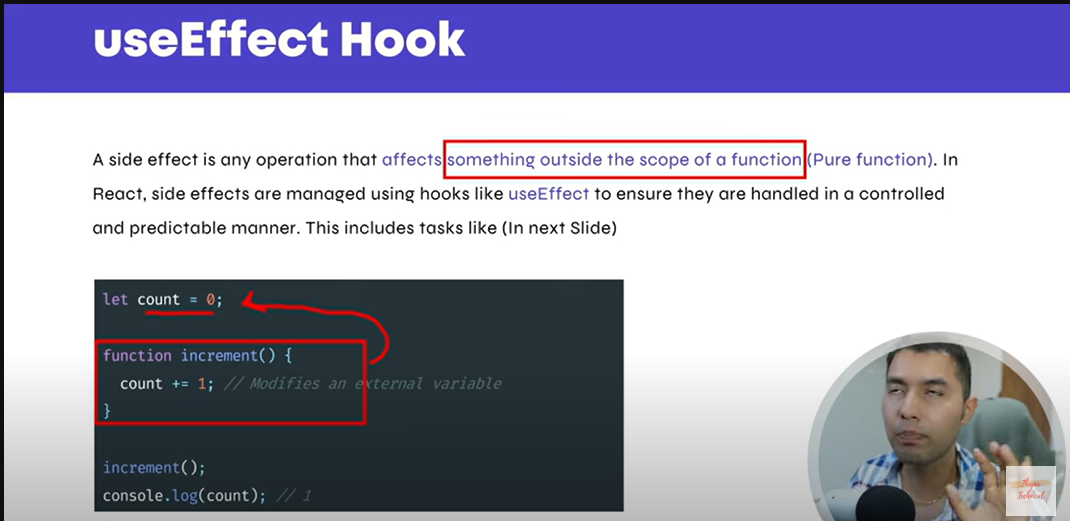 useEffect Hook
A side effect is any operation that affects something outside the scope of a function (Pure function). In
React, side effects are managed using hooks like useEffect to ensure they are handled in a controlled
and predictable manner. This includes tasks like (In next Slide)
let count = 0;
function increment() {
count += 1; // Modifies an external variable
}
increment();
console.log(count); // 1
Technical